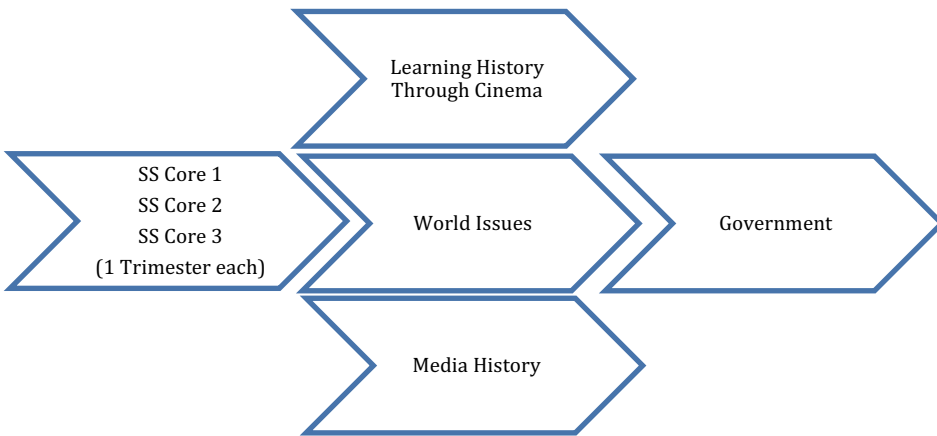 Learning History
Through Cinema
SS Core 1
SS Core 2
SS Core 3
(1 Trimester each)
World Issues
Government
Media History